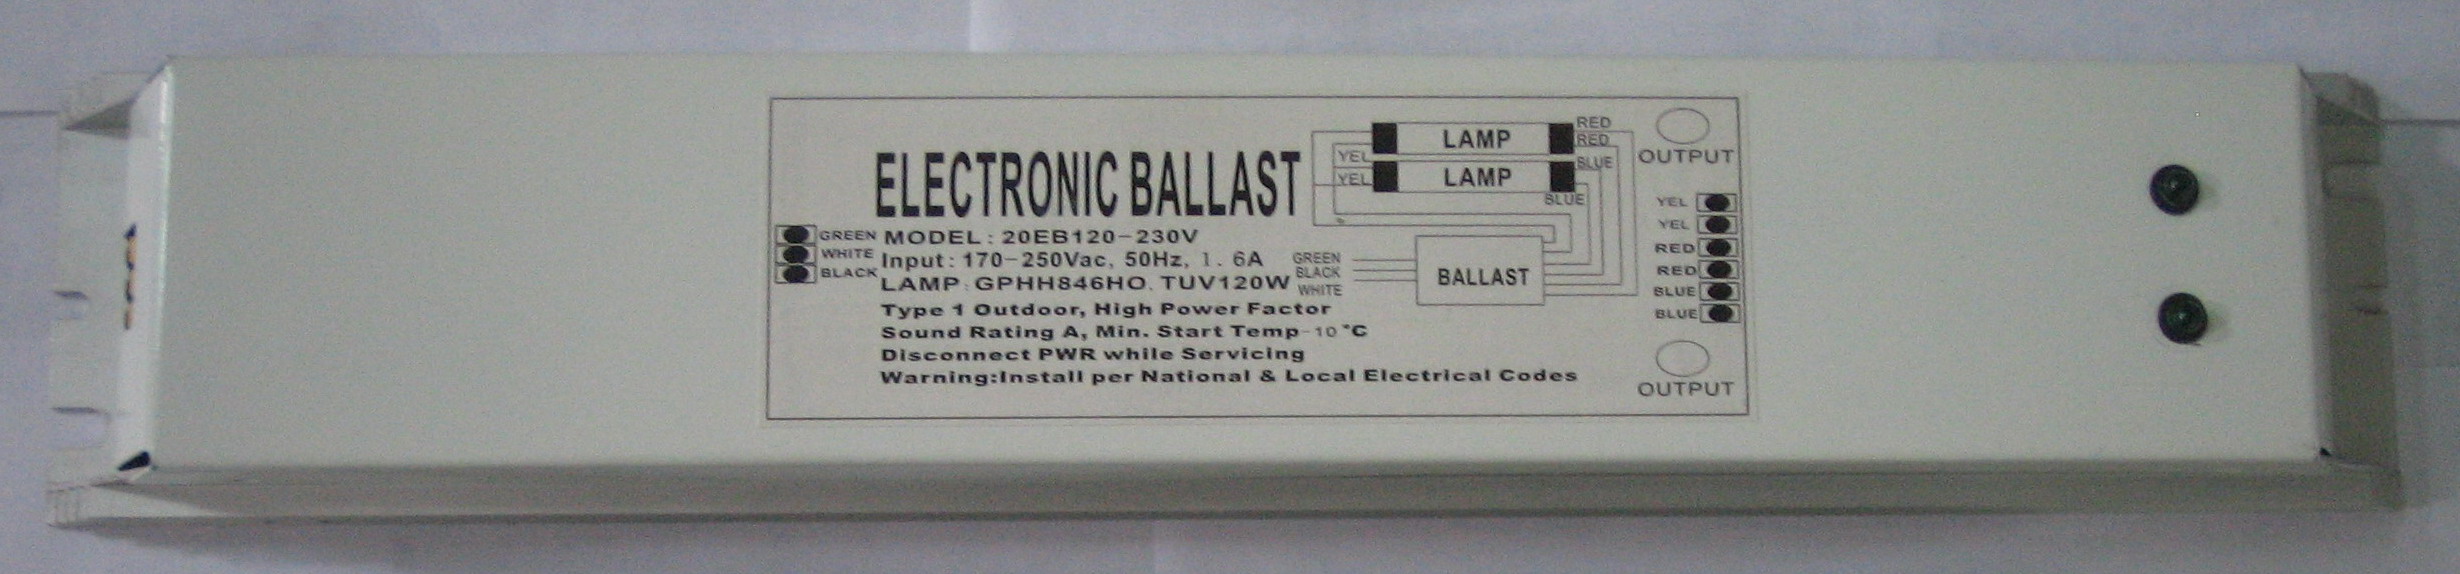 ELECTRONIC BALLAST
GREEN
WHITE
BLACK
MODEL: 20EB120-230V
Input: 170-250Vac, 50Hz, 1. 6A
LAMP: GPHH846HO. TUV120W
Type 1 Outdoor, High Power Factor
Sound Rating A, Min. Start Temp-10°C
Disconnect PWR while Servicing
Warning:Install per National & Local Electrical Codes
LAMP
RED
RED
YEL
BLUE
YEL
LAMP
BLUE
GREEN
BLACK
WHITE
BALLAST
OUTPUT
YEL
YEL
RED
RED
BLUE
BLUE
OUTPUT